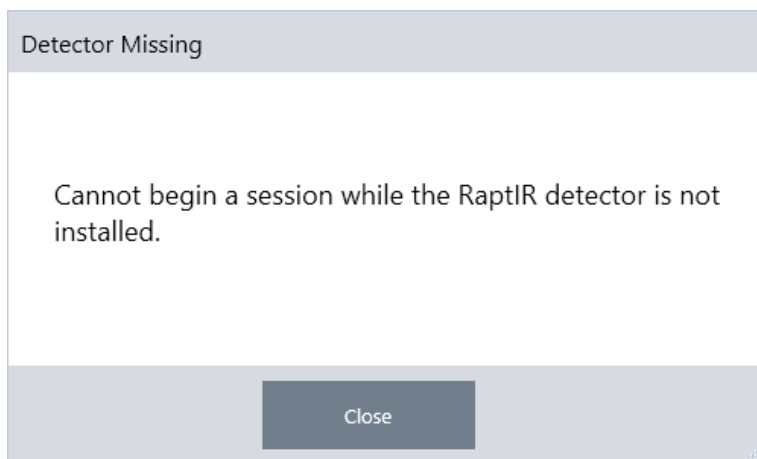 Detector Missing
Cannot begin a session while the RaptIR detector is not
installed.
Close